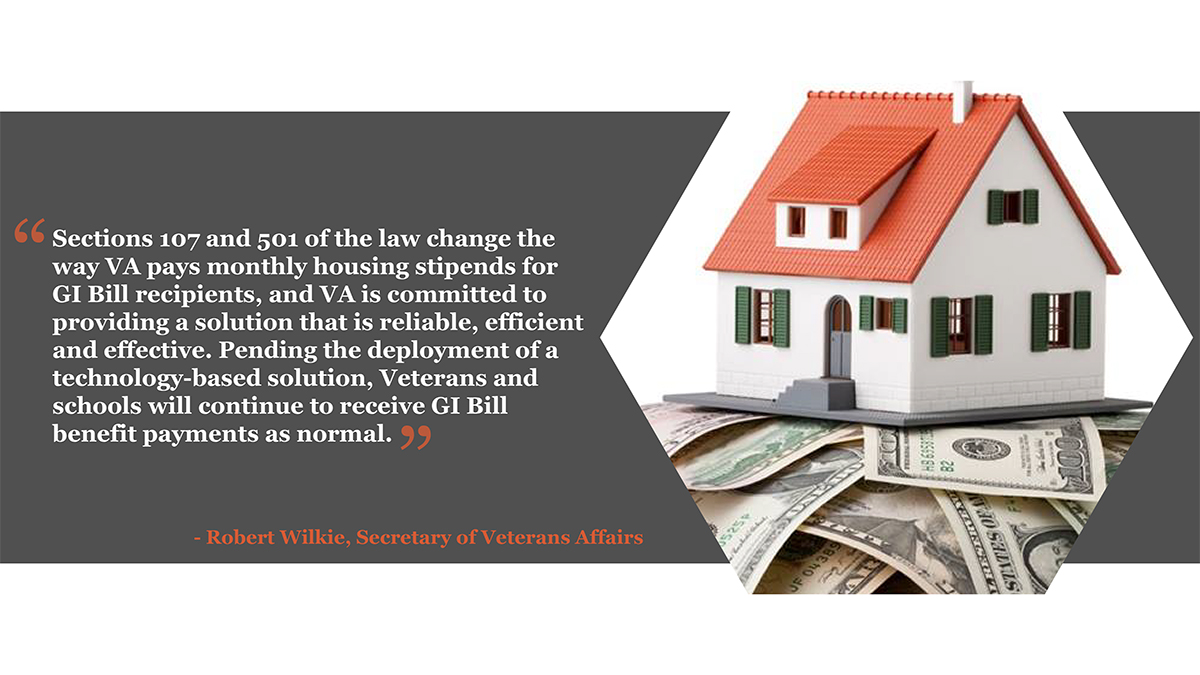 “ Sections 107 and 501 of the law change the
way VA pays monthly housing stipends for
GI Bill recipients, and VA is committed to
providing a solution that is reliable, efficient
and effective. Pending the deployment of a
technology-based solution, Veterans and
schools will continue to receive GI Bill
benefit payments as normal. ”
- Robert Wilkie, Secretary of Veterans Affairs
100
B2